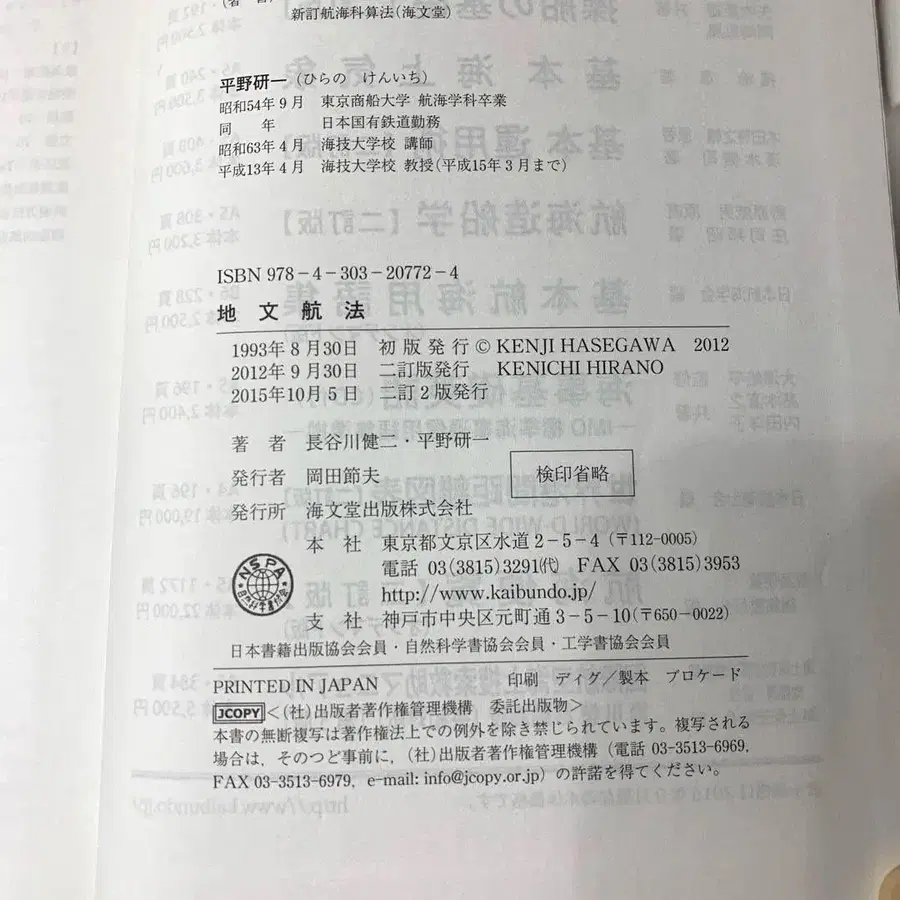 新訂航海科算法(海文堂)
平野研一(ひらの けんいち)
昭和54年9月 東京商船大学 航海学科卒業
同 年 日本国有鉄道勤務
昭和63年4月 海技大学校 講師
平成13年4月 海技大学校 教授(平成15年3月まで)
ISBN 978-4-303-20772-4
地文航法
1993年8月30日 初版発行 © KENJI HASEGAWA 2012
2012年9月30日 二訂版発行 KENICHI HIRANO
2015年10月5日 二訂2版発行
著 者 長谷川健二・平野研一
発行者 岡田節夫
検印省略
発行所 海文堂出版株式会社
本 社 東京都文京区水道2-5-4(〒112-0005)
電話 03(3815)3291(代) FAX 03(3815)3953
http://www.kaibundo.jp/
支 社 神戸市中央区元町通3-5-10(〒650-0022)
NSPA
自然科学書協会
日本書籍出版協会会員・自然科学書協会会員・工学書協会会員
PRINTED IN JAPAN 印刷 ディグ/製本 ブロケード
JCOPY <(社)出版者著作権管理機構 委託出版物>
本書の無断複写は著作権法上での例外を除き禁じられています。複写される
場合は、そのつど事前に、(社)出版者著作権管理機構(電話 03-3513-6969,
FAX 03-3513-6979, e-mail: info@jcopy.or.jp)の許諾を得てください。